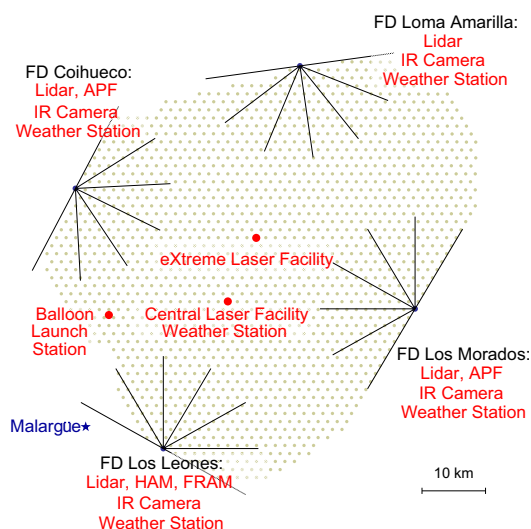 FD Loma Amarilla:
Lidar
IR Camera
Weather Station
FD Coihueco:
Lidar, APF
IR Camera
Weather Station
eXtreme Laser Facility
Balloon
Launch
Station
Central Laser Facility
Weather Station
FD Los Morados:
Lidar, APF
IR Camera
Weather Station
Malargüe
FD Los Leones:
Lidar, HAM, FRAM
IR Camera
Weather Station
10 km